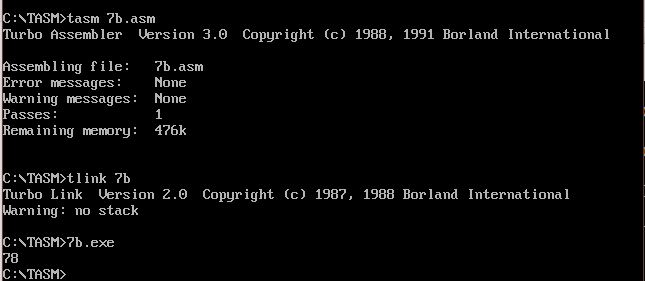 C:\TASM>tasm 7b.asm
Turbo Assembler  Version 3.0  Copyright (c) 1988, 1991 Borland International
Assembling file:   7b.asm
Error messages:    None
Warning messages:  None
Passes:            1
Remaining memory:  476k
C:\TASM>tlink 7b
Turbo Link  Version 2.0  Copyright (c) 1987, 1988 Borland International
Warning: no stack
C:\TASM>7b.exe
78
C:\TASM>